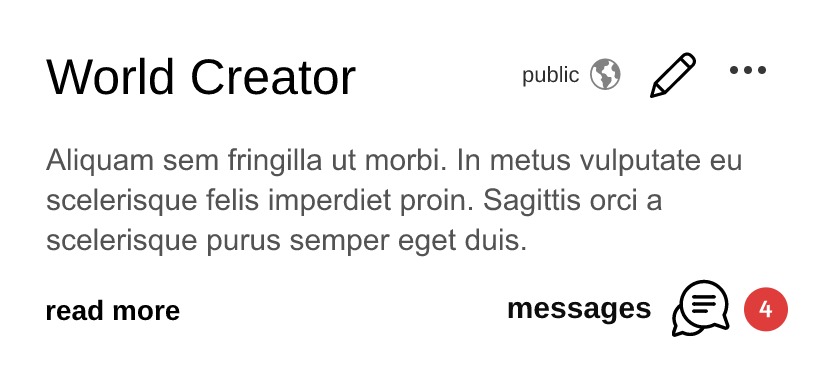 World Creator
public
Aliquam sem fringilla ut morbi. In metus vulputate eu
scelerisque felis imperdiet proin. Sagittis orci a
scelerisque purus semper eget duis.
read more
messages 4